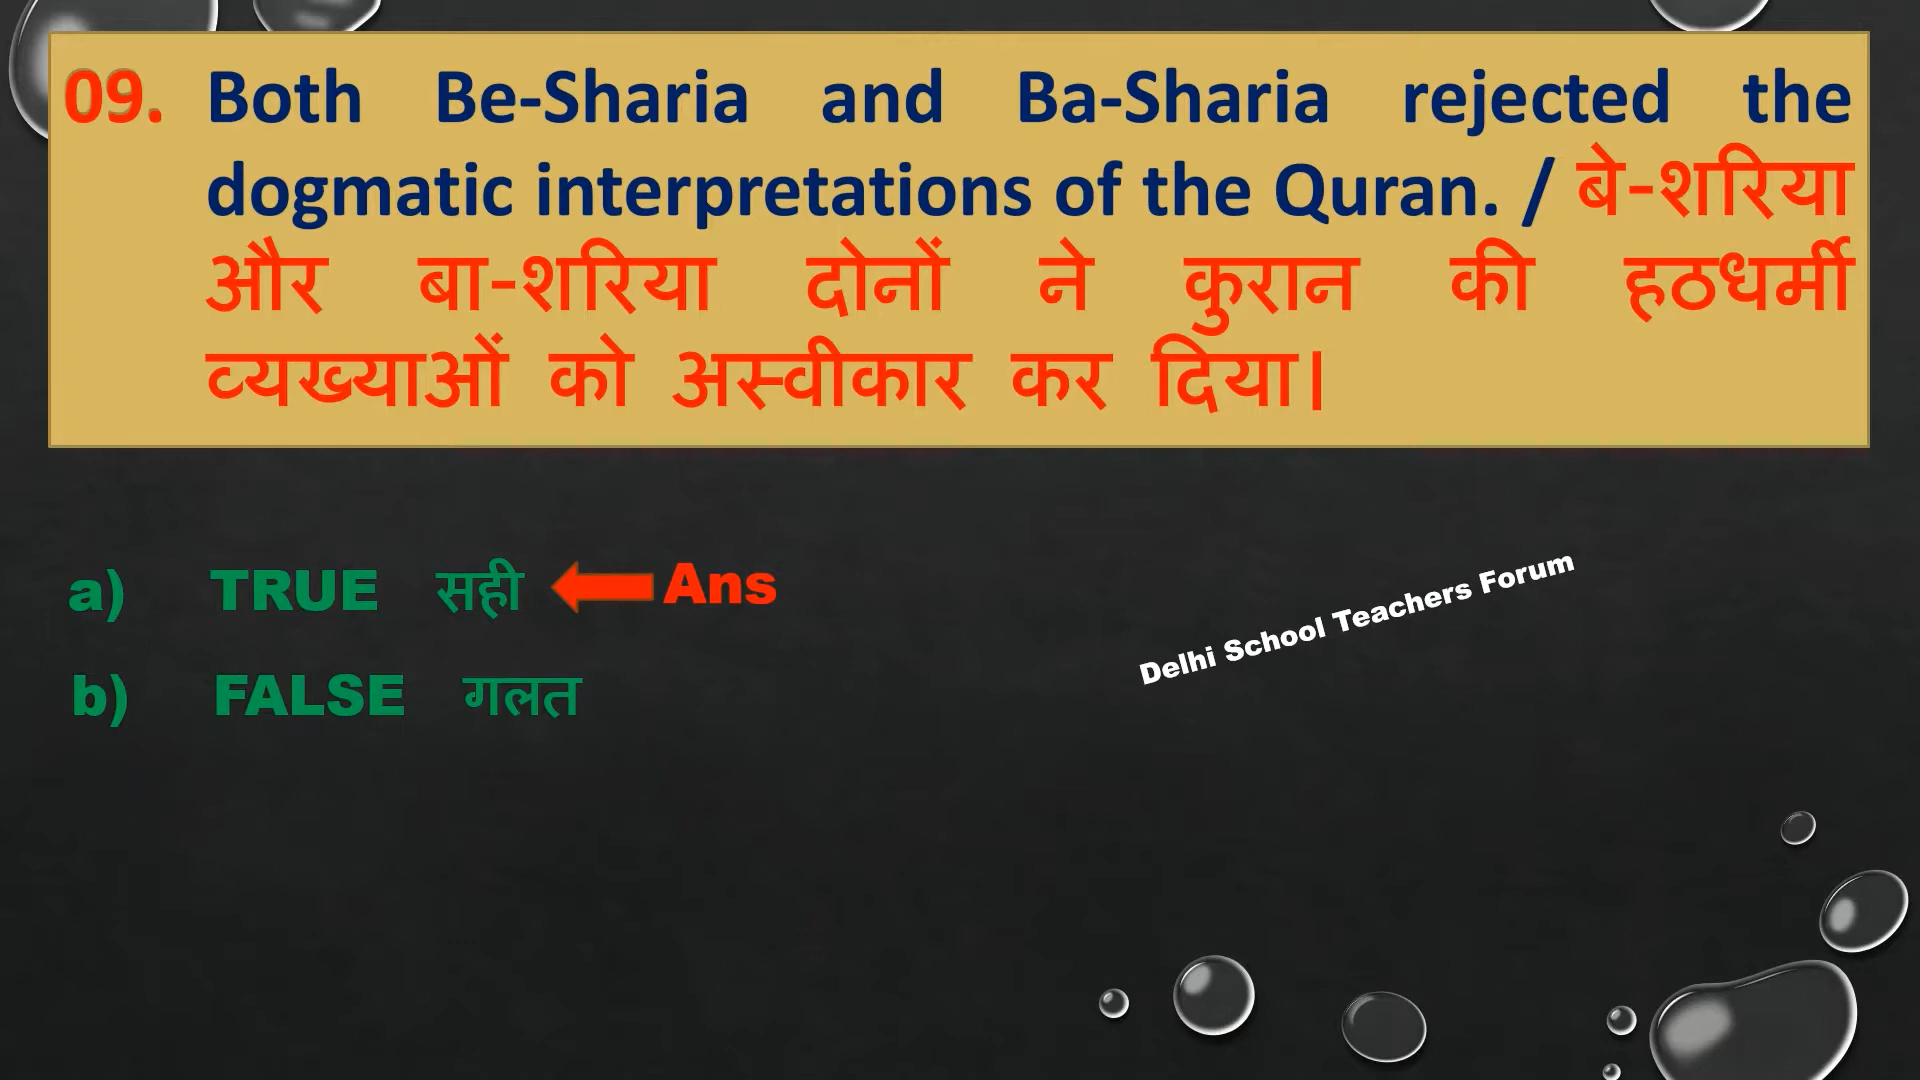 09. Both Be-Sharia and Ba-Sharia rejected the
dogmatic interpretations of the Quran. / बे-शरिया
और बा-शरिया दोनों ने कुरान की हठधर्मी
व्यख्याओं को अस्वीकार कर दिया।
a) TRUE सही Ans
b) FALSE गलत
Delhi School Teachers Forum